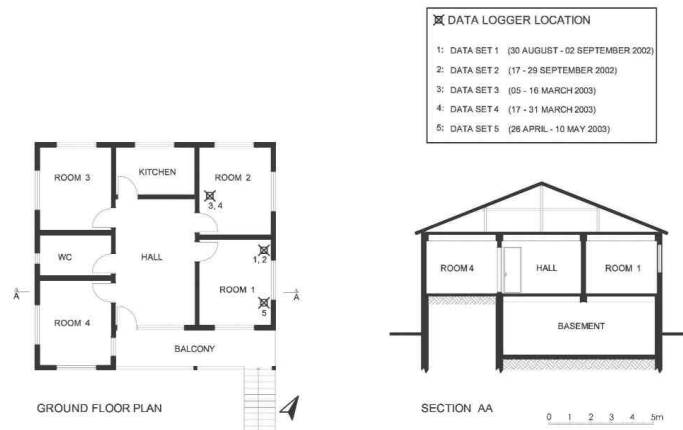 DATA LOGGER LOCATION
1: DATA SET 1 (30 AUGUST - 02 SEPTEMBER 2002)
2: DATA SET 2 (17 - 29 SEPTEMBER 2002)
3: DATA SET 3 (05 - 16 MARCH 2003)
4: DATA SET 4 (17 - 31 MARCH 2003)
5: DATA SET 5 (26 APRIL - 10 MAY 2003)
ROOM 3
KITCHEN
ROOM 2
3, 4
WC
HALL
1, 2
ROOM 1
5
A
A
ROOM 4
BALCONY
GROUND FLOOR PLAN
ROOM 4
HALL
ROOM 1
BASEMENT
SECTION AA
0 1 2 3 4 5m